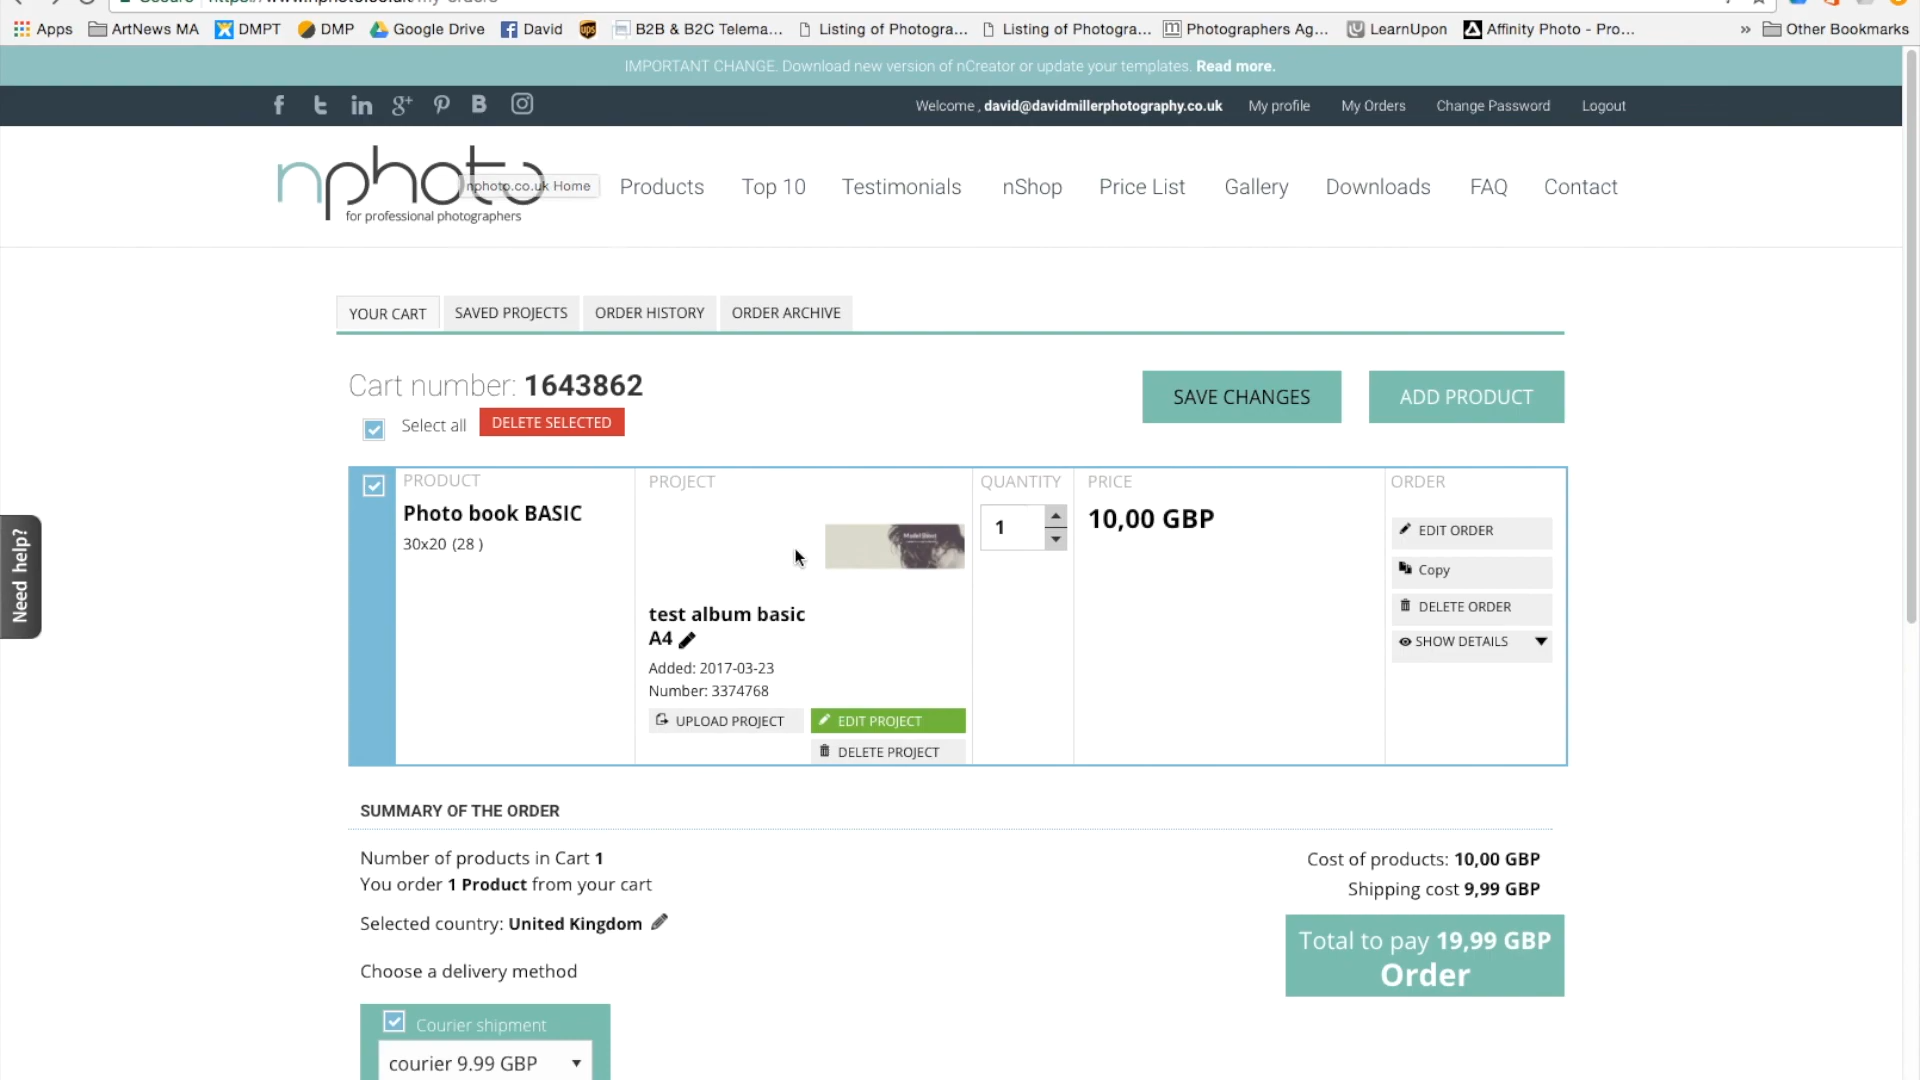 Apps ArtNews MA DMPT DMP Google Drive David ups B2B & B2C Telema... Listing of Photogra... Listing of Photogra... Photographers Ag... LearnUpon Affinity Photo - Pro... » Other Bookmarks
IMPORTANT CHANGE. Download new version of nCreator or update your templates. Read more.
Welcome , david@davidmillerphotography.co.uk My profile My Orders Change Password Logout
nphoto
nphoto.co.uk Home
for professional photographers
Products Top 10 Testimonials nShop Price List Gallery Downloads FAQ Contact
YOUR CART SAVED PROJECTS ORDER HISTORY ORDER ARCHIVE
Cart number: 1643862
SAVE CHANGES ADD PRODUCT
Select all DELETE SELECTED
PRODUCT PROJECT QUANTITY PRICE ORDER
Photo book BASIC 1 10,00 GBP
30x20 (28 )
EDIT ORDER
Copy
DELETE ORDER
SHOW DETAILS
test album basic
A4
Added: 2017-03-23
Number: 3374768
UPLOAD PROJECT EDIT PROJECT
DELETE PROJECT
Need help?
SUMMARY OF THE ORDER
Number of products in Cart 1
You order 1 Product from your cart
Selected country: United Kingdom
Choose a delivery method
Courier shipment
courier 9.99 GBP
Cost of products: 10,00 GBP
Shipping cost 9,99 GBP
Total to pay 19,99 GBP
Order